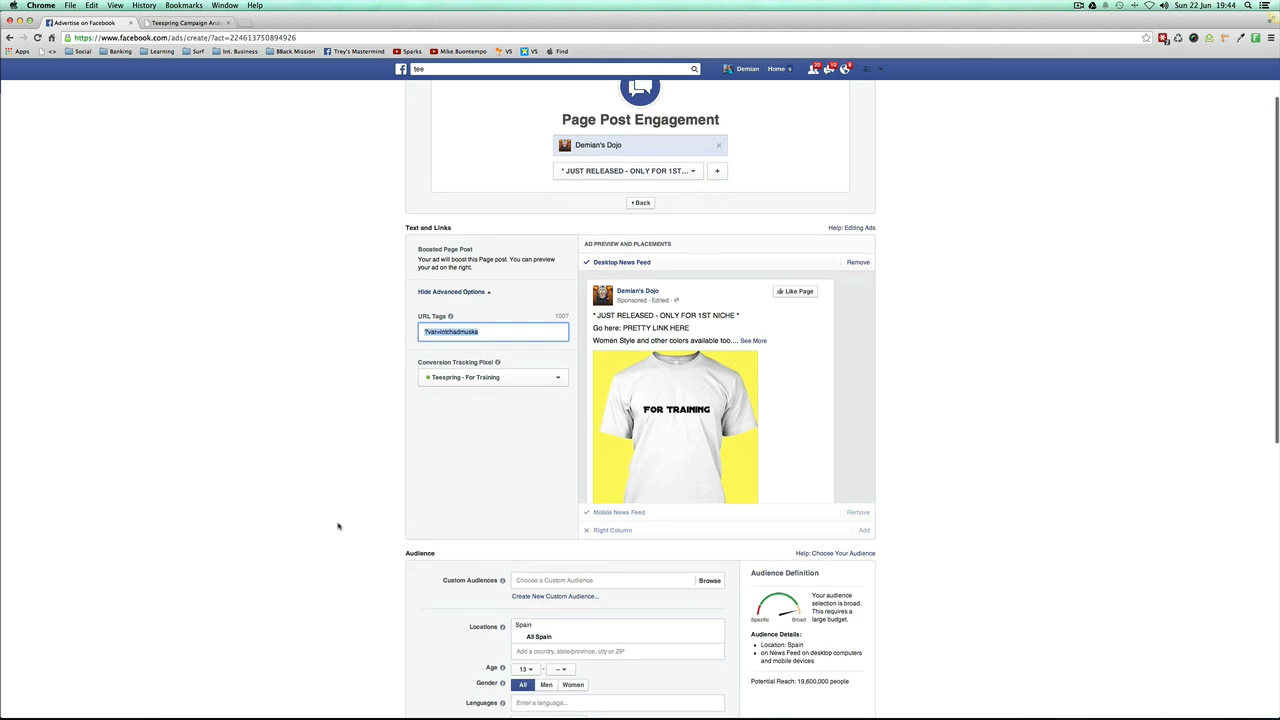 Chrome File Edit View History Bookmarks Window Help
Sun 22 Jun 19:44
Advertise on Facebook
Teespring Campaign Anal
https://www.facebook.com/ads/create/?act=224613750894926
Apps <> Social Banking Learning Surf Int. Business BBack Mission Trey's Mastermind Sparks Mike Buontempo VS VS Find
tee
Demian Home
22 10 8
Page Post Engagement
Demian's Dojo
* JUST RELEASED - ONLY FOR 1ST... +
Back
Text and Links
Help: Editing Ads
Boosted Page Post
Your ad will boost this Page post. You can preview
your ad on the right.
Hide Advanced Options
URL Tags 1007
?var=intchadmuska
Conversion Tracking Pixel
Teespring - For Training
AD PREVIEW AND PLACEMENTS
Desktop News Feed Remove
Demian's Dojo
Like Page
Sponsored · Edited ·
* JUST RELEASED - ONLY FOR 1ST NICHE *
Go here: PRETTY LINK HERE
Women Style and other colors available too.... See More
FOR TRAINING
Mobile News Feed Remove
Right Column Add
Audience
Help: Choose Your Audience
Custom Audiences Choose a Custom Audience Browse
Create New Custom Audience...
Locations Spain
All Spain
Add a country, state/province, city or ZIP
Age 13 - --
Gender All Men Women
Languages Enter a language...
Audience Definition
Specific Broad
Your audience
selection is broad.
This requires a
large budget.
Audience Details:
Location: Spain
on News Feed on desktop computers
and mobile devices
Potential Reach: 19,600,000 people